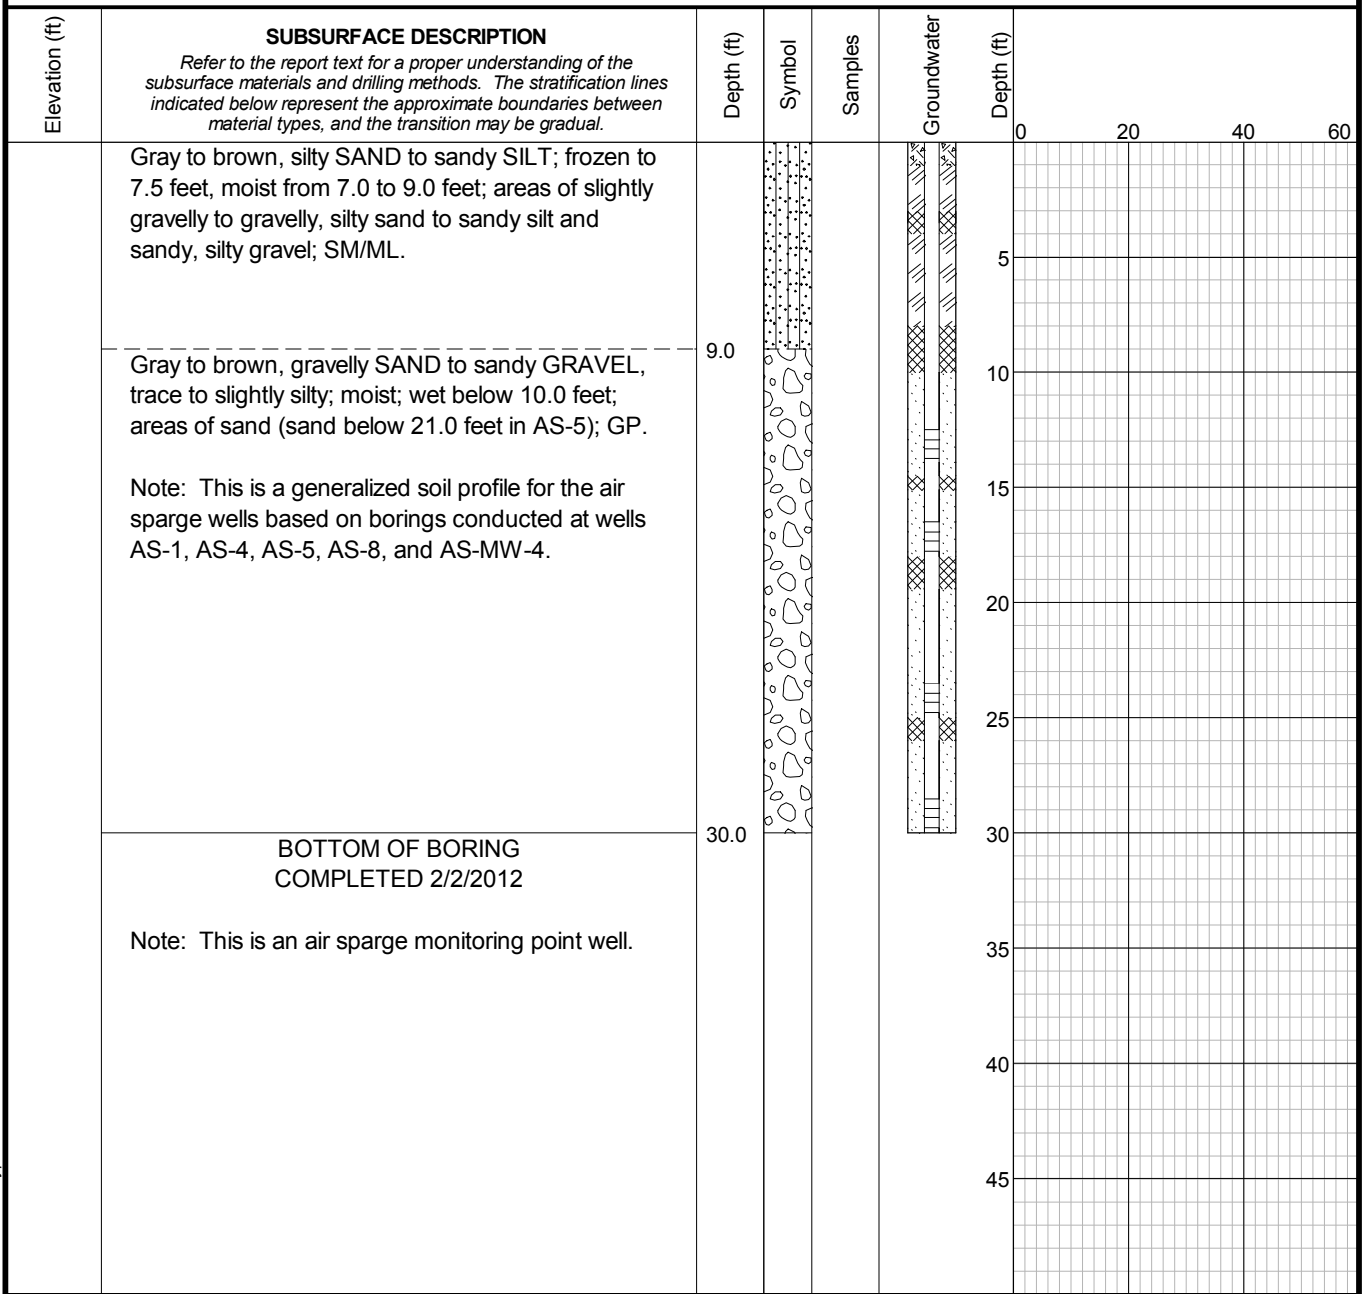 Elevation (ft)
SUBSURFACE DESCRIPTION
Refer to the report text for a proper understanding of the
subsurface materials and drilling methods. The stratification lines
indicated below represent the approximate boundaries between
material types, and the transition may be gradual.
Depth (ft)
Symbol
Samples
Groundwater
Depth (ft)
0 20 40 60
Gray to brown, silty SAND to sandy SILT; frozen to
7.5 feet, moist from 7.0 to 9.0 feet; areas of slightly
gravelly to gravelly, silty sand to sandy silt and
sandy, silty gravel; SM/ML.
5
9.0
Gray to brown, gravelly SAND to sandy GRAVEL,
trace to slightly silty; moist; wet below 10.0 feet;
areas of sand (sand below 21.0 feet in AS-5); GP.
10
Note: This is a generalized soil profile for the air
sparge wells based on borings conducted at wells
AS-1, AS-4, AS-5, AS-8, and AS-MW-4.
15
20
25
30.0
30
BOTTOM OF BORING
COMPLETED 2/2/2012
Note: This is an air sparge monitoring point well.
35
40
45